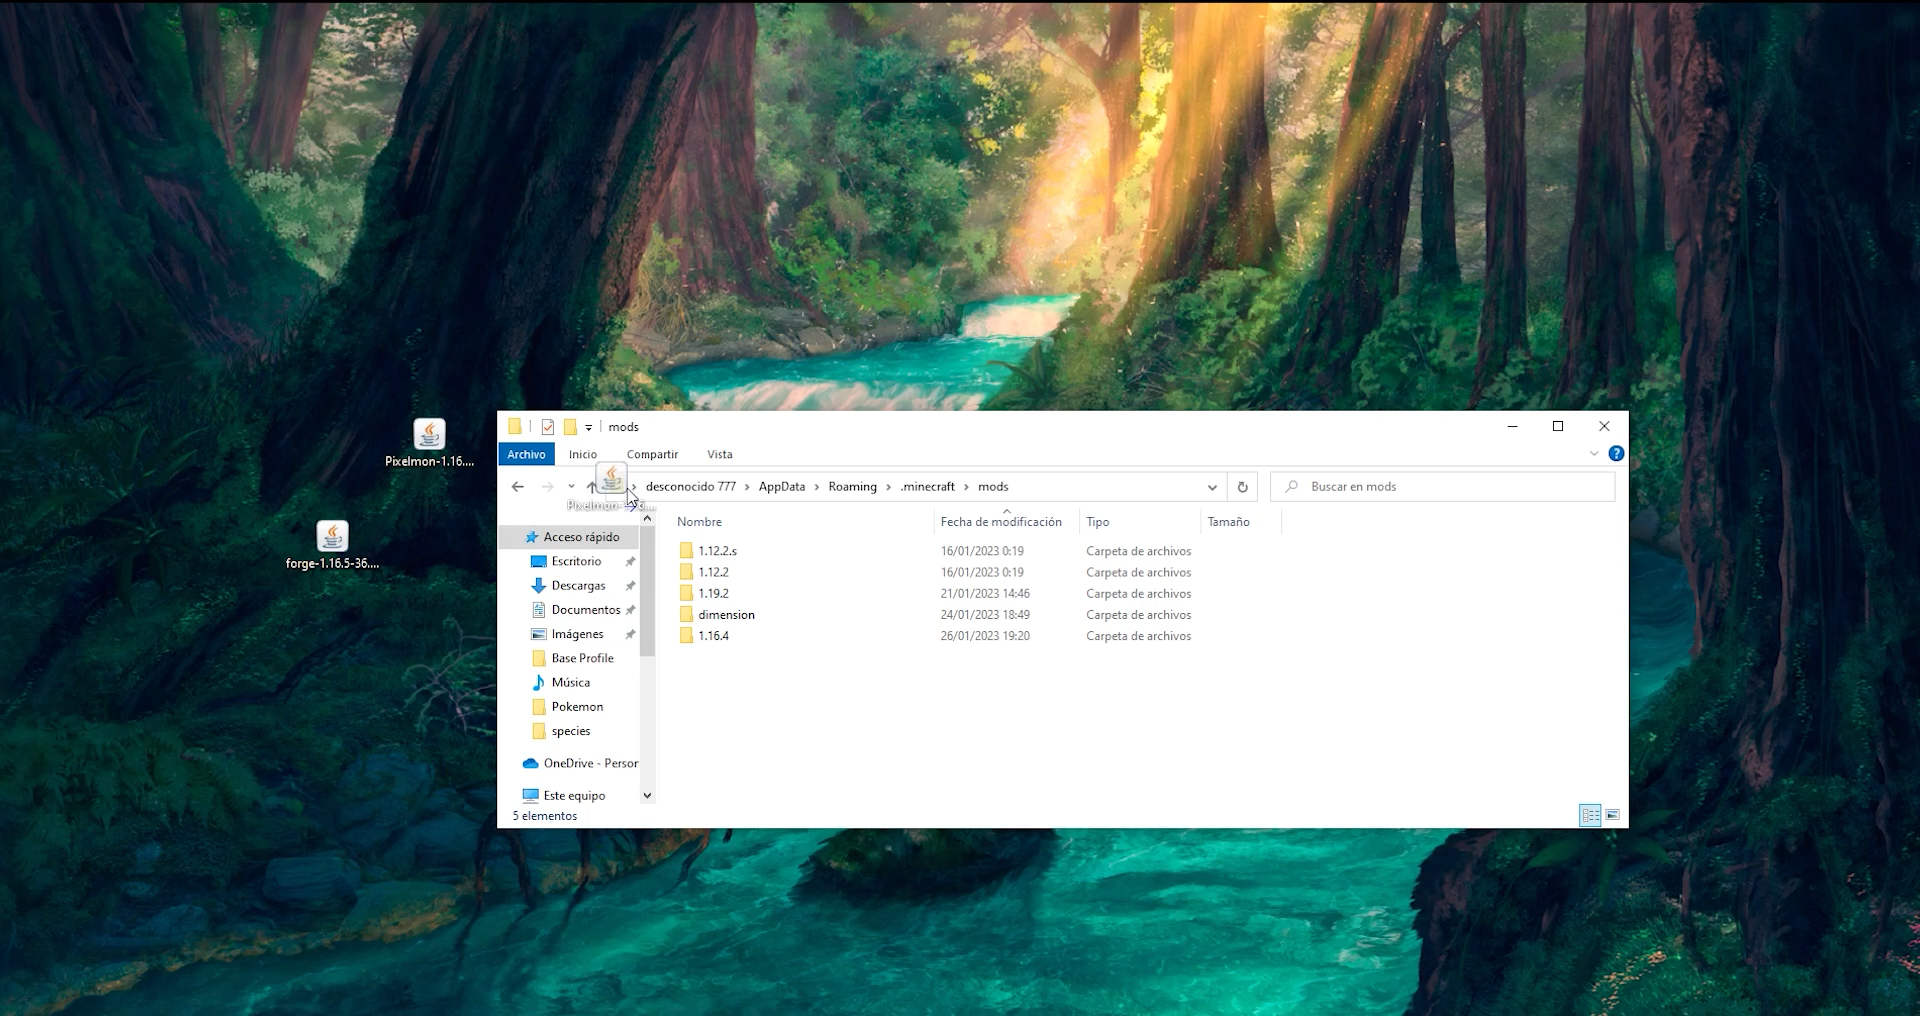 Pixelmon-1.16....
forge-1.16.5-36....
mods
Archivo Inicio Compartir Vista
desconocido 777 › AppData › Roaming › .minecraft › mods
Buscar en mods
Nombre Fecha de modificación Tipo Tamaño
Acceso rápido
Escritorio
Descargas
Documentos
Imágenes
Base Profile
Música
Pokemon
species
OneDrive - Person
Este equipo
1.12.2.s 16/01/2023 0:19 Carpeta de archivos
1.12.2 16/01/2023 0:19 Carpeta de archivos
1.19.2 21/01/2023 14:46 Carpeta de archivos
dimension 24/01/2023 18:49 Carpeta de archivos
1.16.4 26/01/2023 19:20 Carpeta de archivos
5 elementos